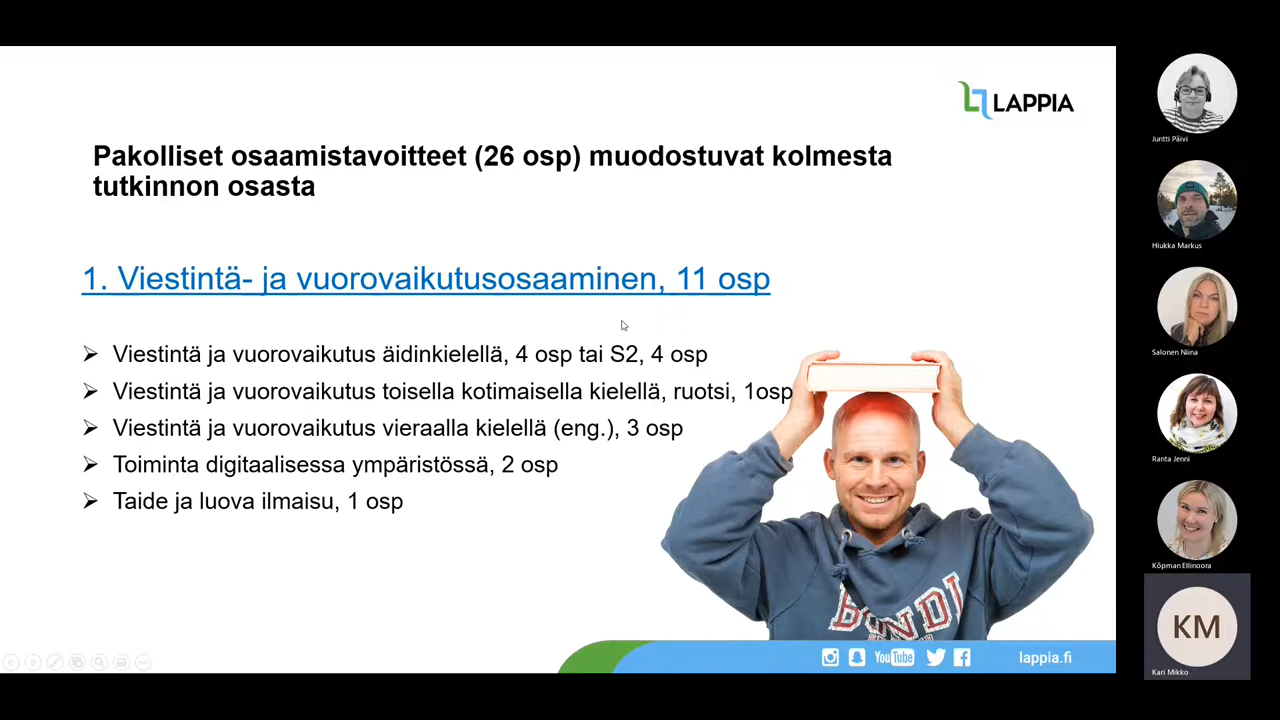 LAPPIA
Pakolliset osaamistavoitteet (26 osp) muodostuvat kolmesta
tutkinnon osasta
1. Viestintä- ja vuorovaikutusosaaminen, 11 osp
Viestintä ja vuorovaikutus äidinkielellä, 4 osp tai S2, 4 osp
Viestintä ja vuorovaikutus toisella kotimaisella kielellä, ruotsi, 1osp
Viestintä ja vuorovaikutus vieraalla kielellä (eng.), 3 osp
Toiminta digitaalisessa ympäristössä, 2 osp
Taide ja luova ilmaisu, 1 osp
BONDI
YouTube
lappia.fi
Juntti Päivi
Hiukka Markus
Salonen Niina
Ranta Jenni
Köpman Ellinoora
KM
Kari Mikko